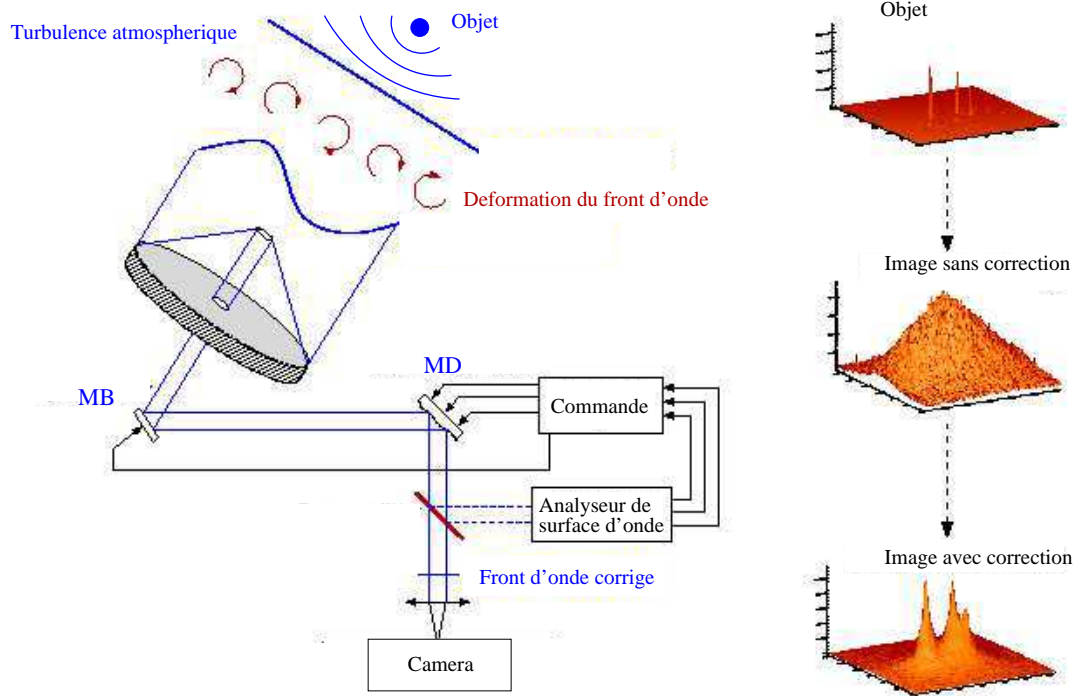 Objet
Turbulence atmospherique
Deformation du front d'onde
MB
MD
Commande
Analyseur de
surface d'onde
Front d'onde corrige
Camera
Objet
Image sans correction
Image avec correction